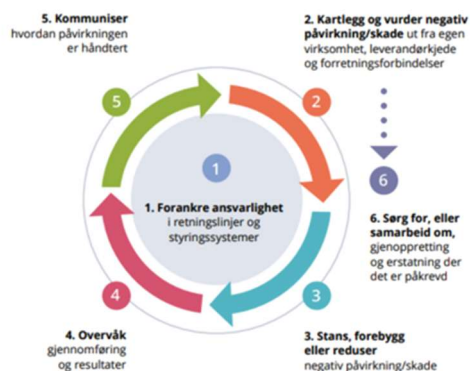 5. Kommuniser
hvordan påvirkningen
er håndtert
2. Kartlegg og vurder negativ
påvirkning/skade ut fra egen
virksomhet, leverandørkjede
og forretningsforbindelser
5
2
1
6
1. Forankre ansvarlighet
i retningslinjer og
styringssystemer
6. Sørg for, eller
samarbeid om,
gjenoppretting
og erstatning der
det er påkrevd
4
3
4. Overvåk
gjennomføring
og resultater
3. Stans, forebygg
eller reduser
negativ påvirkning/skade